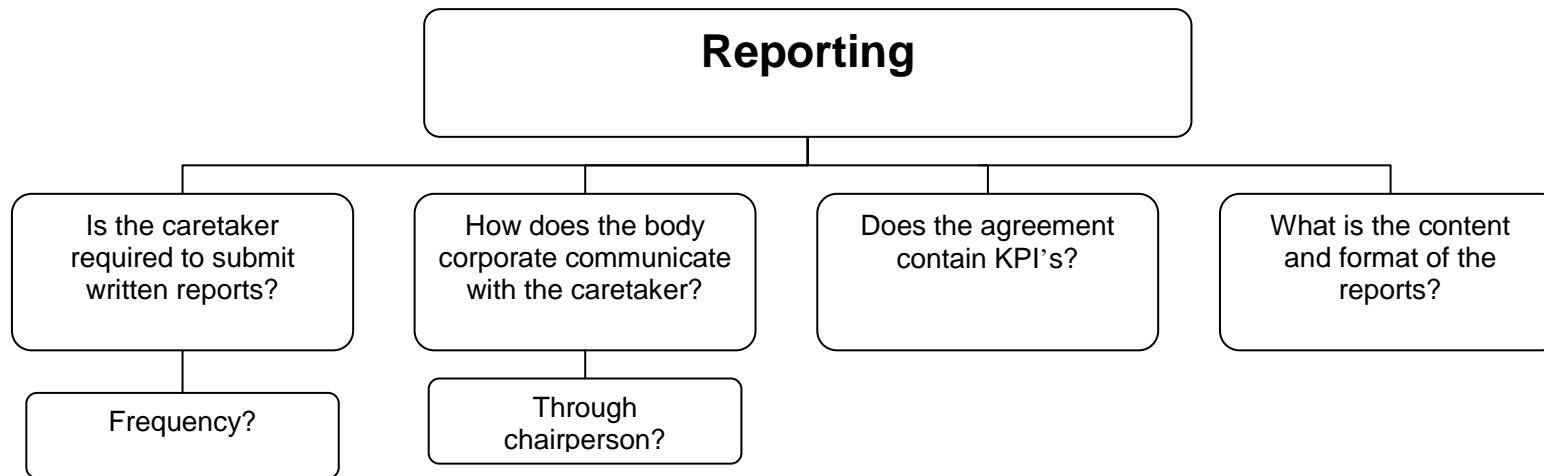 Reporting
Is the caretaker
required to submit
written reports?
How does the body
corporate communicate
with the caretaker?
Does the agreement
contain KPI’s?
What is the content
and format of the
reports?
Frequency?
Through
chairperson?